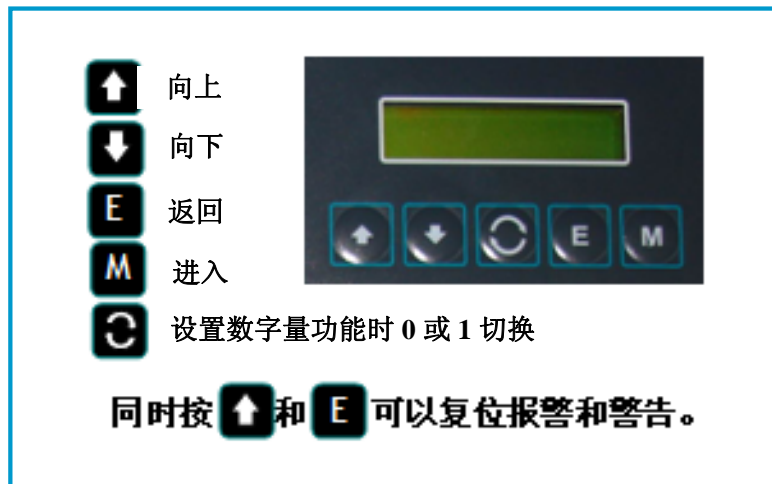 向上
向下
E 返回
M 进入
E M
设置数字量功能时 0 或 1 切换
同时按 和 E 可以复位报警和警告。